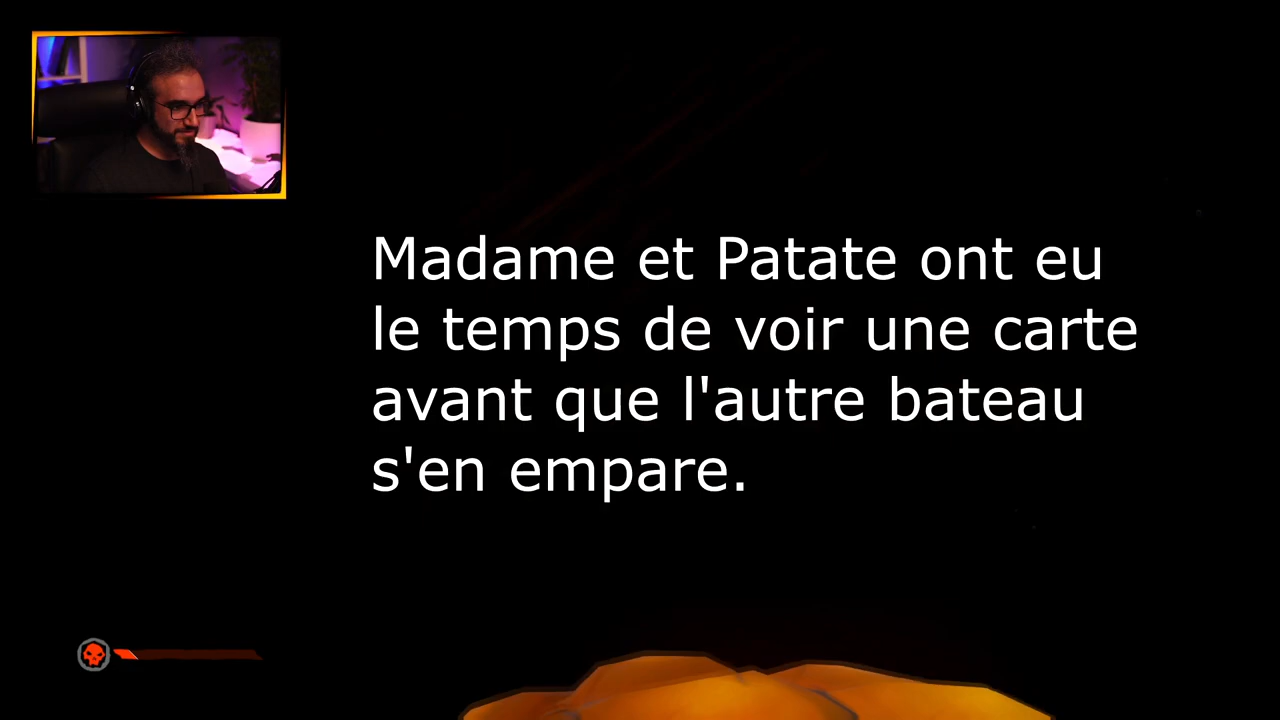 Madame et Patate ont eu
le temps de voir une carte
avant que l'autre bateau
s'en empare.